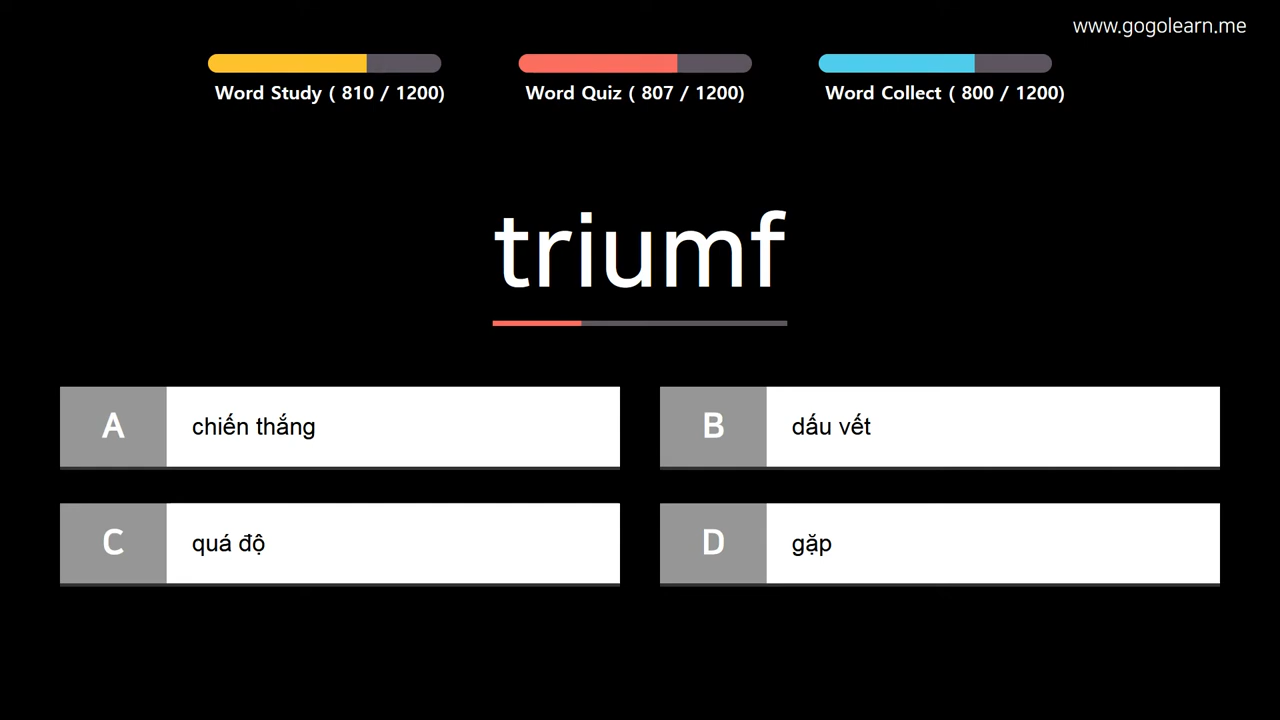 www.gogolearn.me
Word Study ( 810 / 1200)
Word Quiz ( 807 / 1200)
Word Collect ( 800 / 1200)
triumf
A chiến thắng
B dấu vết
C quá độ
D gặp